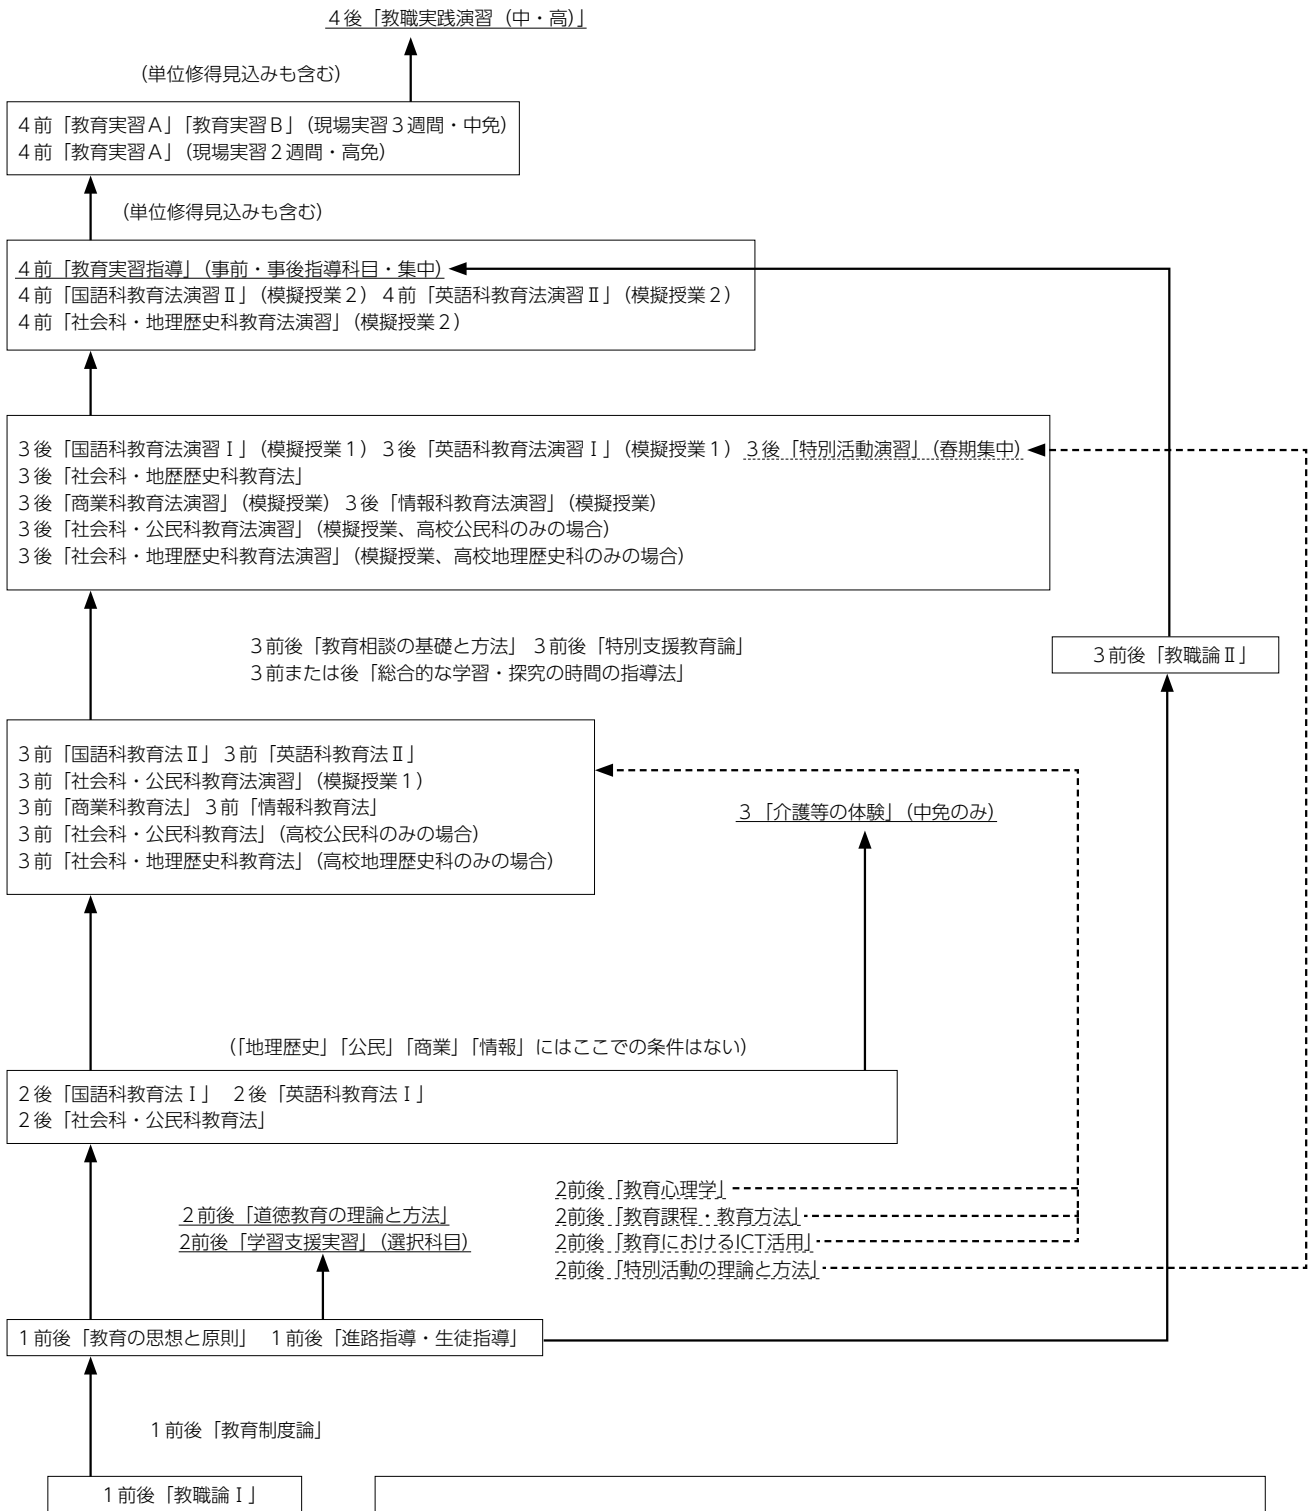 4後「教職実践演習（中・高）」
（単位修得見込みも含む）
4前「教育実習A」「教育実習B」（現場実習3週間・中免）
4前「教育実習A」（現場実習2週間・高免）
（単位修得見込みも含む）
4前「教育実習指導」（事前・事後指導科目・集中）
4前「国語科教育法演習Ⅱ」（模擬授業2） 4前「英語科教育法演習Ⅱ」（模擬授業2）
4前「社会科・地理歴史科教育法演習」（模擬授業2）
3後「国語科教育法演習Ⅰ」（模擬授業1） 3後「英語科教育法演習Ⅰ」（模擬授業1） 3後「特別活動演習」（春期集中）
3後「社会科・地歴歴史科教育法」
3後「商業科教育法演習」（模擬授業） 3後「情報科教育法演習」（模擬授業）
3後「社会科・公民科教育法演習」（模擬授業、高校公民科のみの場合）
3後「社会科・地理歴史科教育法演習」（模擬授業、高校地理歴史科のみの場合）
3前後「教育相談の基礎と方法」 3前後「特別支援教育論」
3前または後「総合的な学習・探究の時間の指導法」
3前後「教職論Ⅱ」
3前「国語科教育法Ⅱ」 3前「英語科教育法Ⅱ」
3前「社会科・公民科教育法演習」（模擬授業1）
3前「商業科教育法」 3前「情報科教育法」
3前「社会科・公民科教育法」（高校公民科のみの場合）
3前「社会科・地理歴史科教育法」（高校地理歴史科のみの場合）
3「介護等の体験」（中免のみ）
（「地理歴史」「公民」「商業」「情報」にはここでの条件はない）
2後「国語科教育法Ⅰ」 2後「英語科教育法Ⅰ」
2後「社会科・公民科教育法」
2前後「道徳教育の理論と方法」
2前後「学習支援実習」（選択科目）
2前後「教育心理学」
2前後「教育課程・教育方法」
2前後「教育におけるICT活用」
2前後「特別活動の理論と方法」
1前後「教育の思想と原則」 1前後「進路指導・生徒指導」
1前後「教育制度論」
1前後「教職論Ⅰ」